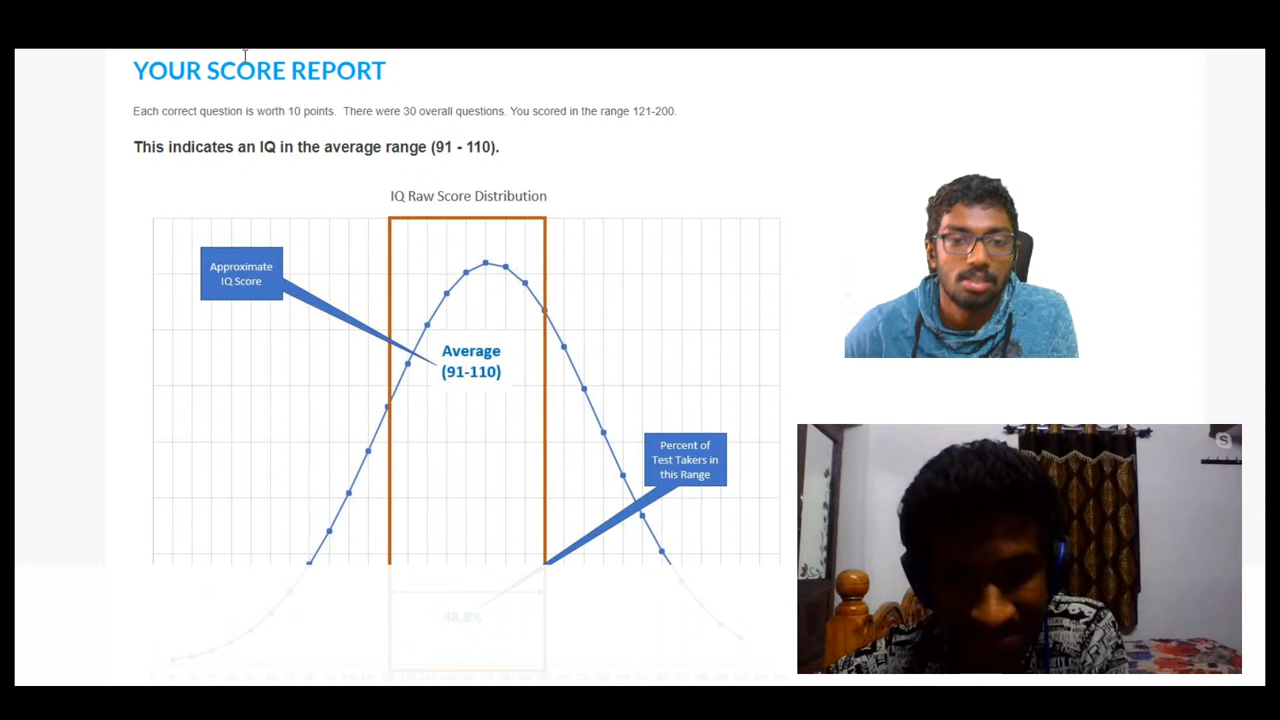 YOUR SCORE REPORT
Each correct question is worth 10 points. There were 30 overall questions. You scored in the range 121-200.
This indicates an IQ in the average range (91 - 110).
IQ Raw Score Distribution
Approximate
IQ Score
Average
(91-110)
Percent of
Test Takers in
this Range
48.8%
S